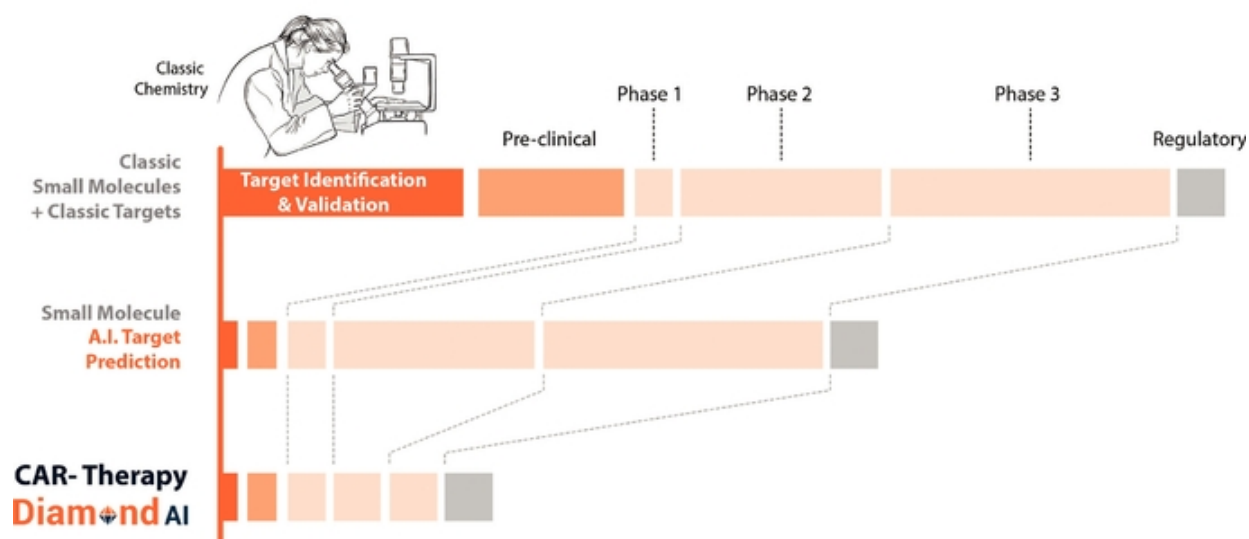 Classic
Chemistry
Phase 1
Phase 2
Phase 3
Pre-clinical
Regulatory
Classic
Small Molecules
+ Classic Targets
Target Identification
& Validation
Small Molecule
A.I. Target
Prediction
CAR- Therapy
Diamond AI